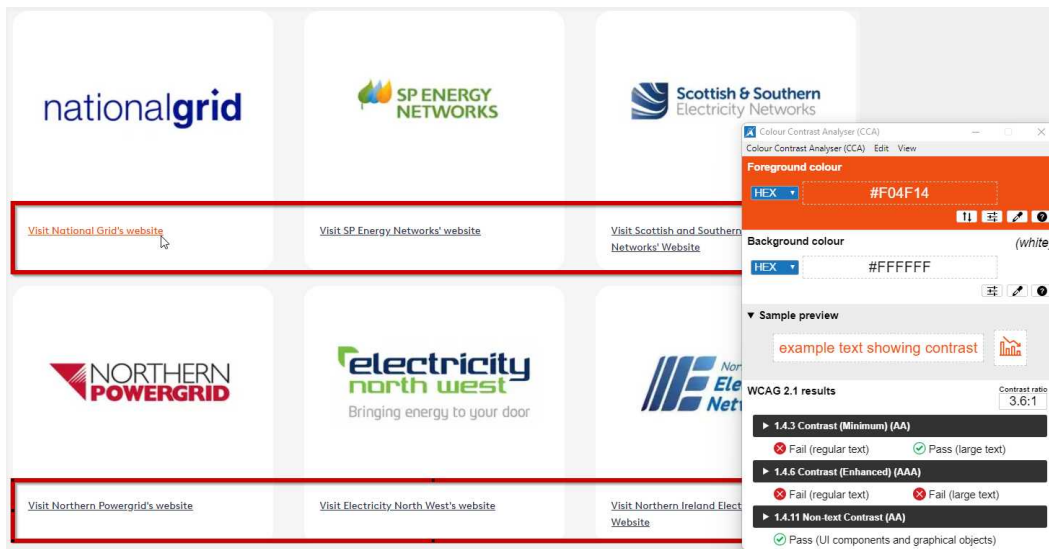 nationalgrid
SP ENERGY
NETWORKS
Scottish & Southern
Electricity Networks
Visit National Grid's website
Visit SP Energy Networks' website
Visit Scottish and Southern
Networks' Website
NORTHERN
POWERGRID
electricity
north west
Bringing energy to your door
Nor
Ele
Net
Visit Northern Powergrid's website
Visit Electricity North West's website
Visit Northern Ireland Elect
Website
Colour Contrast Analyser (CCA)
Colour Contrast Analyser (CCA) Edit View
Foreground colour
HEX #F04F14
Background colour (white)
HEX #FFFFFF
▼ Sample preview
example text showing contrast
WCAG 2.1 results
Contrast ratio
3.6:1
▶ 1.4.3 Contrast (Minimum) (AA)
Fail (regular text) Pass (large text)
▶ 1.4.6 Contrast (Enhanced) (AAA)
Fail (regular text) Fail (large text)
▶ 1.4.11 Non-text Contrast (AA)
Pass (UI components and graphical objects)